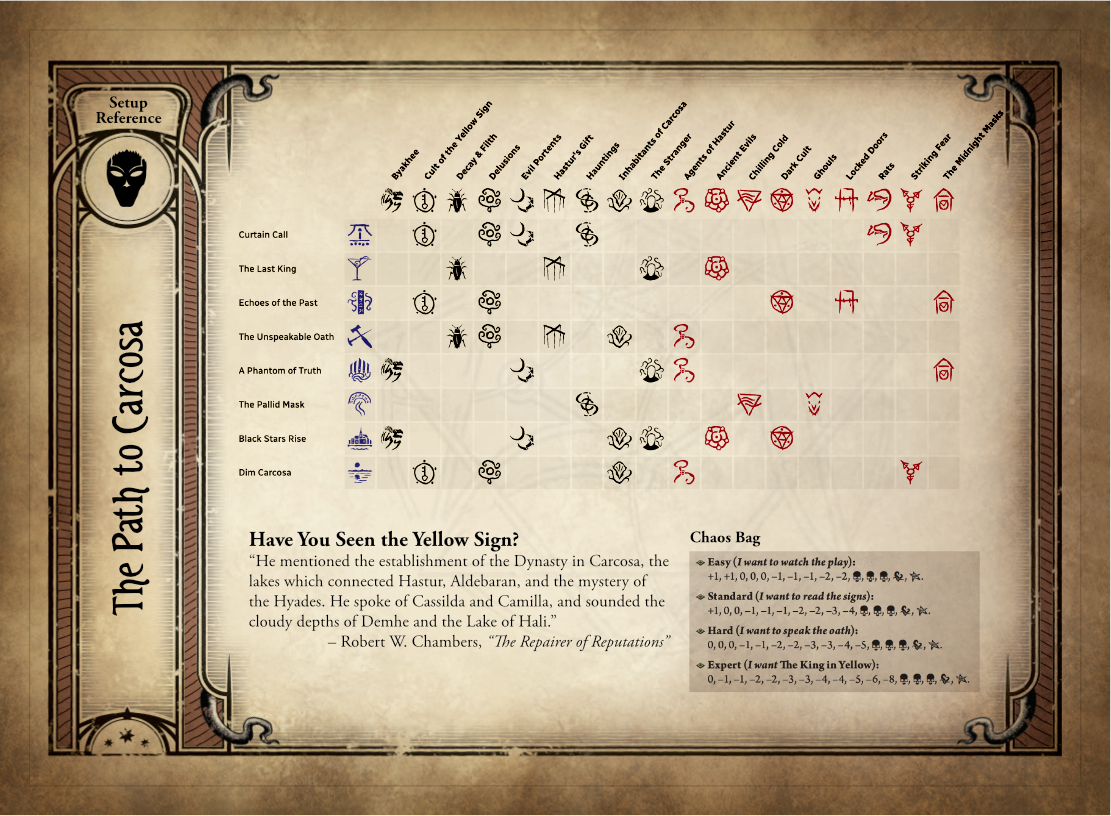 Setup
Reference
The Path to Carcosa
Byakhee
Cult of the Yellow Sign
Decay & Filth
Delusions
Evil Portents
Hastur's Gift
Hauntings
Inhabitants of Carcosa
The Stranger
Agents of Hastur
Ancient Evils
Chilling Cold
Dark Cult
Ghouls
Locked Doors
Rats
Striking Fear
The Midnight Masks
Curtain Call
The Last King
Echoes of the Past
The Unspeakable Oath
A Phantom of Truth
The Pallid Mask
Black Stars Rise
Dim Carcosa
Have You Seen the Yellow Sign?
“He mentioned the establishment of the Dynasty in Carcosa, the
lakes which connected Hastur, Aldebaran, and the mystery of
the Hyades. He spoke of Cassilda and Camilla, and sounded the
cloudy depths of Demhe and the Lake of Hali.”
– Robert W. Chambers, “The Repairer of Reputations”
Chaos Bag
Easy (I want to watch the play):
+1, +1, 0, 0, 0, –1, –1, –1, –2, –2, , , , , .
Standard (I want to read the signs):
+1, 0, 0, –1, –1, –1, –2, –2, –3, –4, , , , , .
Hard (I want to speak the oath):
0, 0, 0, –1, –1, –2, –2, –3, –3, –4, –5, , , , , .
Expert (I want The King in Yellow):
0, –1, –1, –2, –2, –3, –3, –4, –4, –5, –6, –8, , , , , .